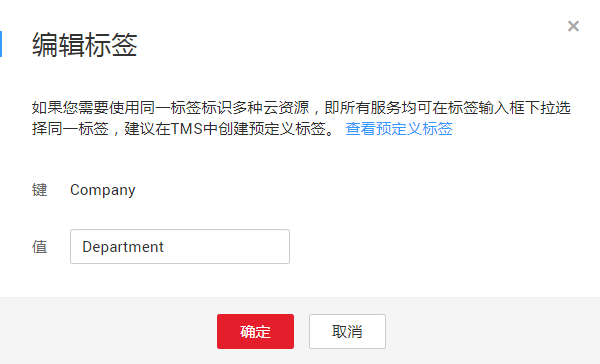 编辑标签
如果您需要使用同一标签标识多种云资源，即所有服务均可在标签输入框下拉选
择同一标签，建议在TMS中创建预定义标签。 查看预定义标签
键 Company
值 Department
确定 取消